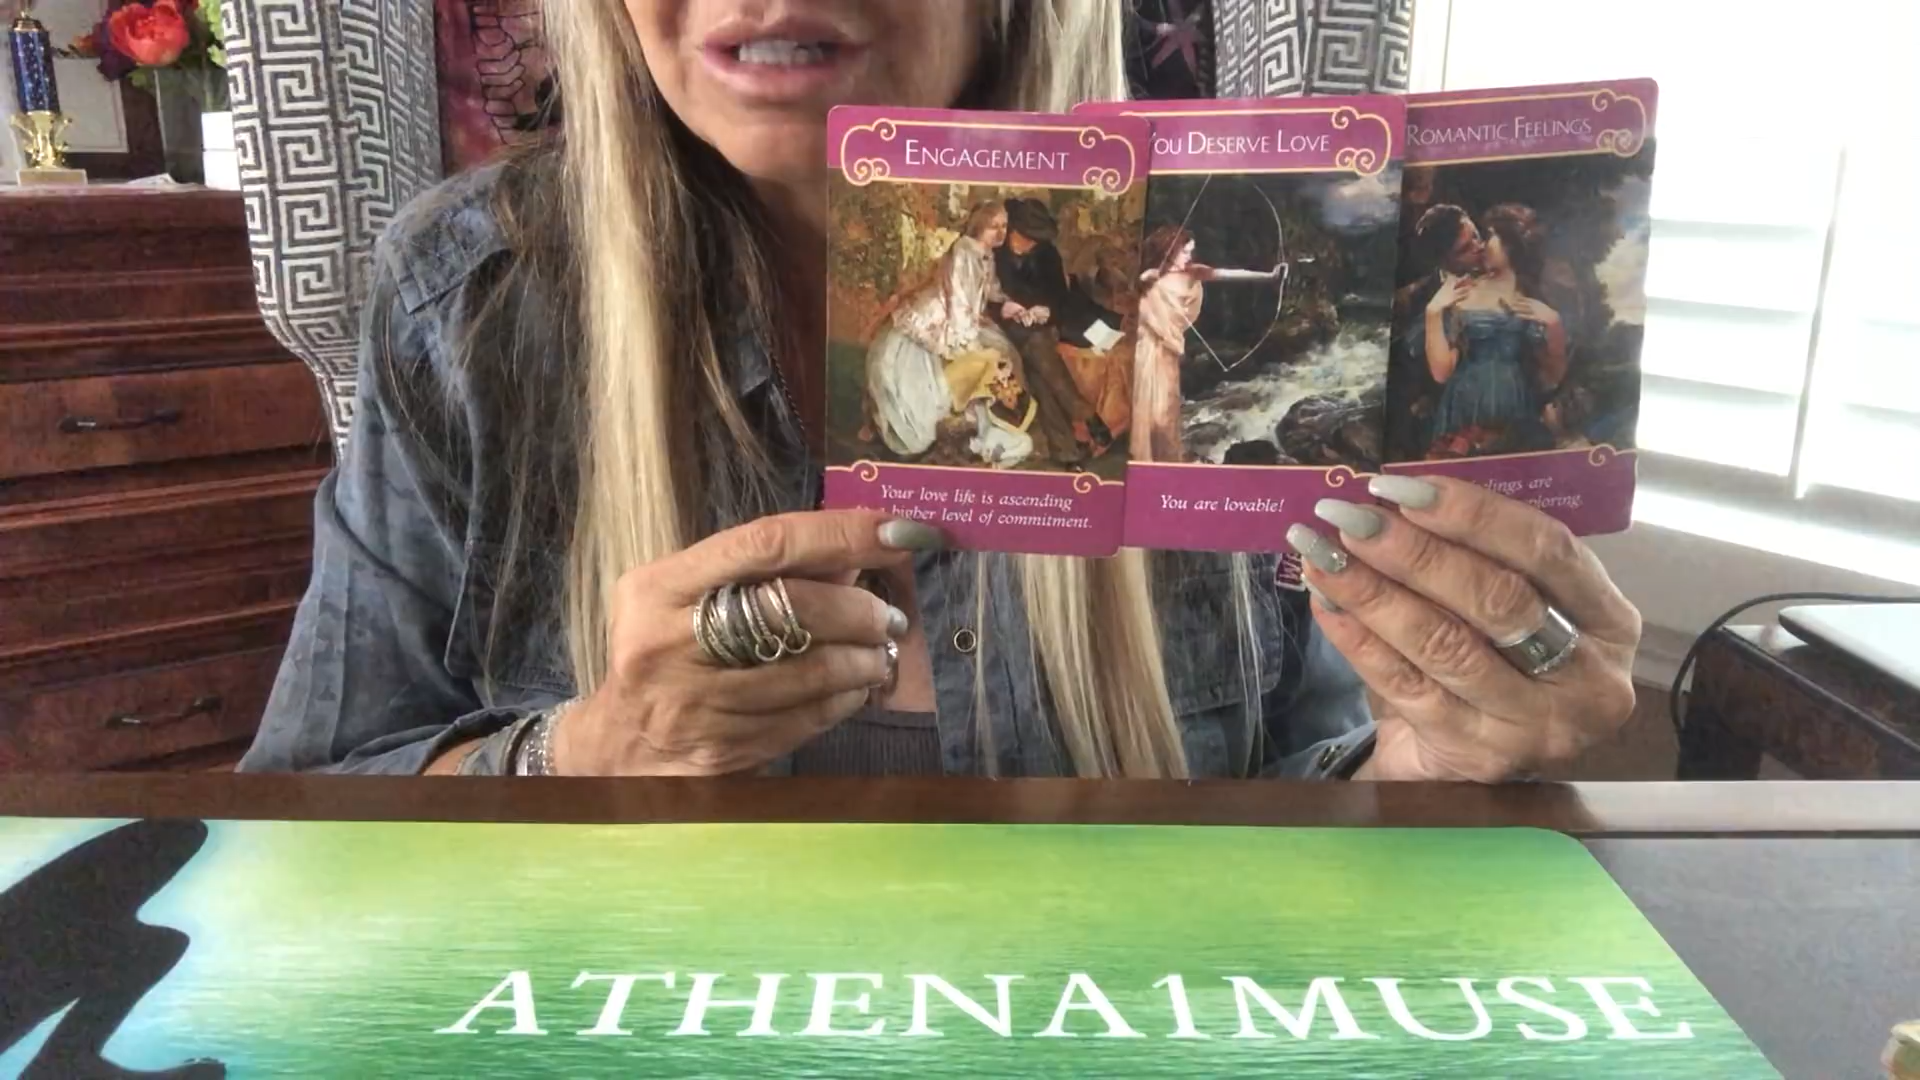 ENGAGEMENT
YOU DESERVE LOVE
ROMANTIC FEELINGS
Your love life is ascending
higher level of commitment.
You are lovable!
are
ATHENA1MUSE